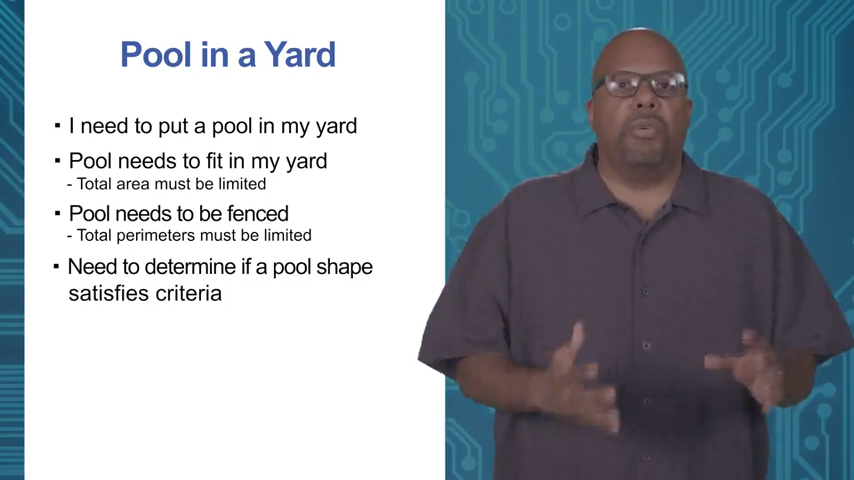 Pool in a Yard
▪ I need to put a pool in my yard
▪ Pool needs to fit in my yard
- Total area must be limited
▪ Pool needs to be fenced
- Total perimeters must be limited
▪ Need to determine if a pool shape
satisfies criteria